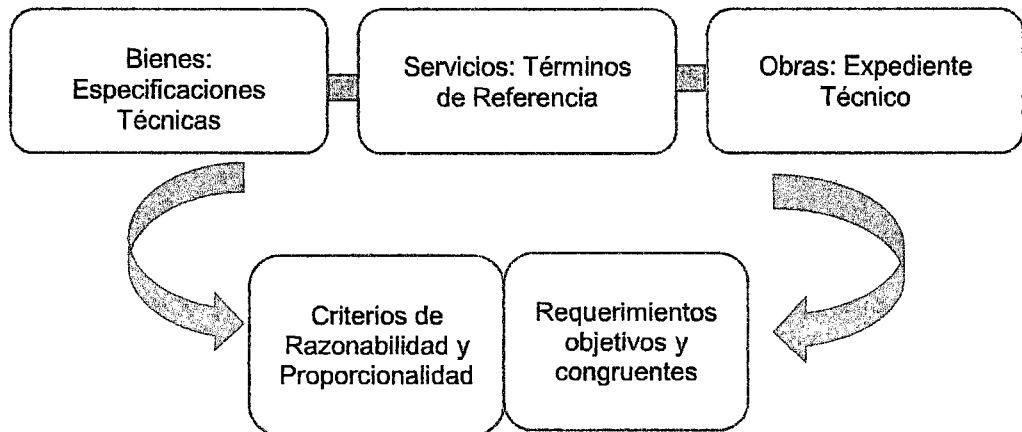 Bienes:
Especificaciones
Técnicas
Servicios: Términos
de Referencia
Obras: Expediente
Técnico
Criterios de
Razonabilidad y
Proporcionalidad
Requerimientos
objetivos y
congruentes